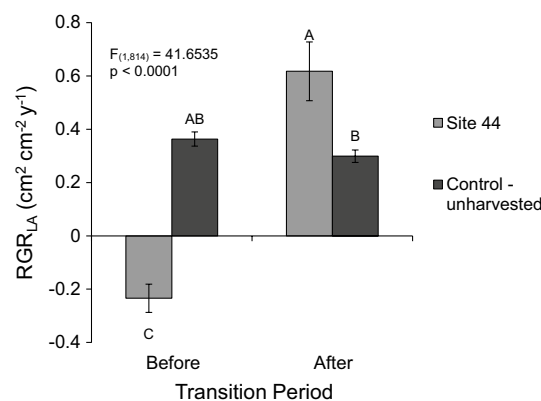 0.8
0.6
0.4
0.2
0
-0.2
-0.4
RGR_LA (cm² cm⁻² y⁻¹)
F(1,814) = 41.6535
p < 0.0001
C
AB
A
B
Before
After
Transition Period
Site 44
Control -
unharvested